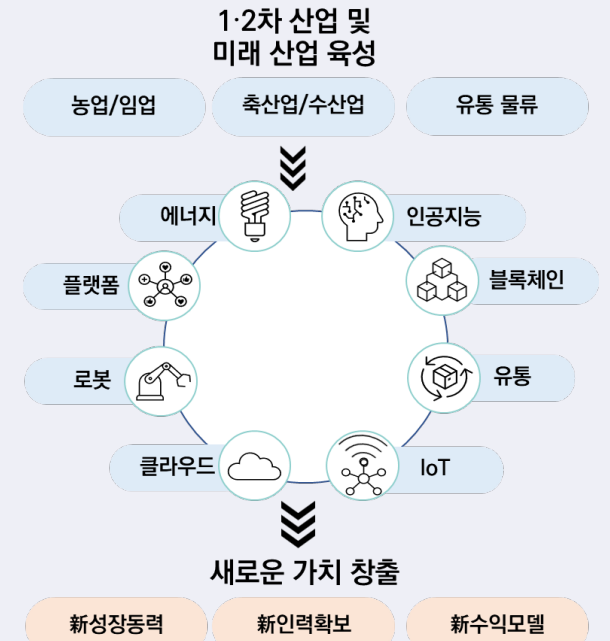 1·2차 산업 및
미래 산업 육성
농업/임업
축산업/수산업
유통 물류
에너지
인공지능
플랫폼
블록체인
로봇
유통
클라우드
IoT
새로운 가치 창출
新성장동력
新인력확보
新수익모델